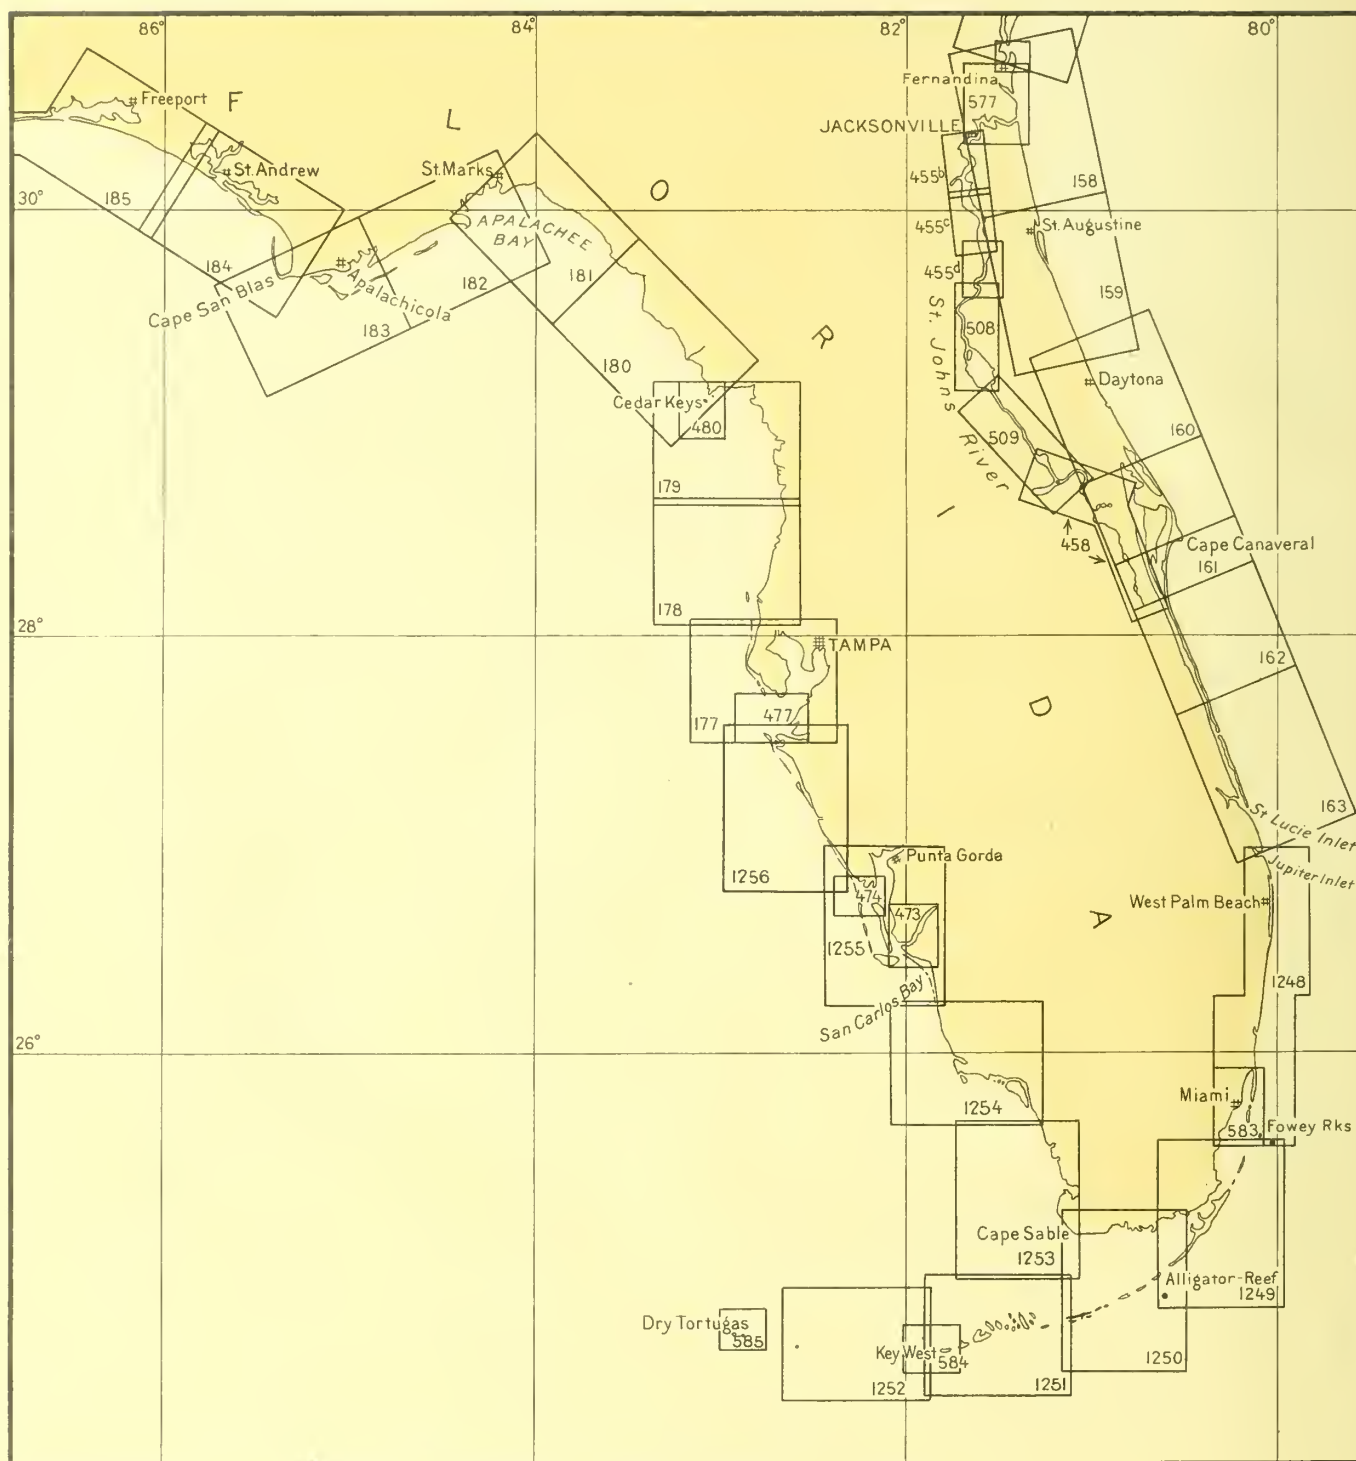 86°
84°
82°
80°
Freeport
F
L
O
R
I
D
A
Fernandina
577
JACKSONVILLE
St. Andrew
St. Marks
455b
158
30°
185
455c
St. Augustine
APALACHEE
BAY
184
Apalachicola
182
181
455d
159
Cape San Blas
183
St. Johns
River
508
180
Daytona
Cedar Keys
480
509
160
179
458
Cape Canaveral
161
178
28°
TAMPA
162
177
477
163
St Lucie Inlet
Jupiter Inlet
1256
Punta Gorda
474
473
West Palm Beach
1255
1248
San Carlos Bay
26°
1254
Miami
583
Fowey Rks
Cape Sable
1253
Alligator-Reef
1249
Dry Tortugas
585
Key West
584
1250
1252
1251